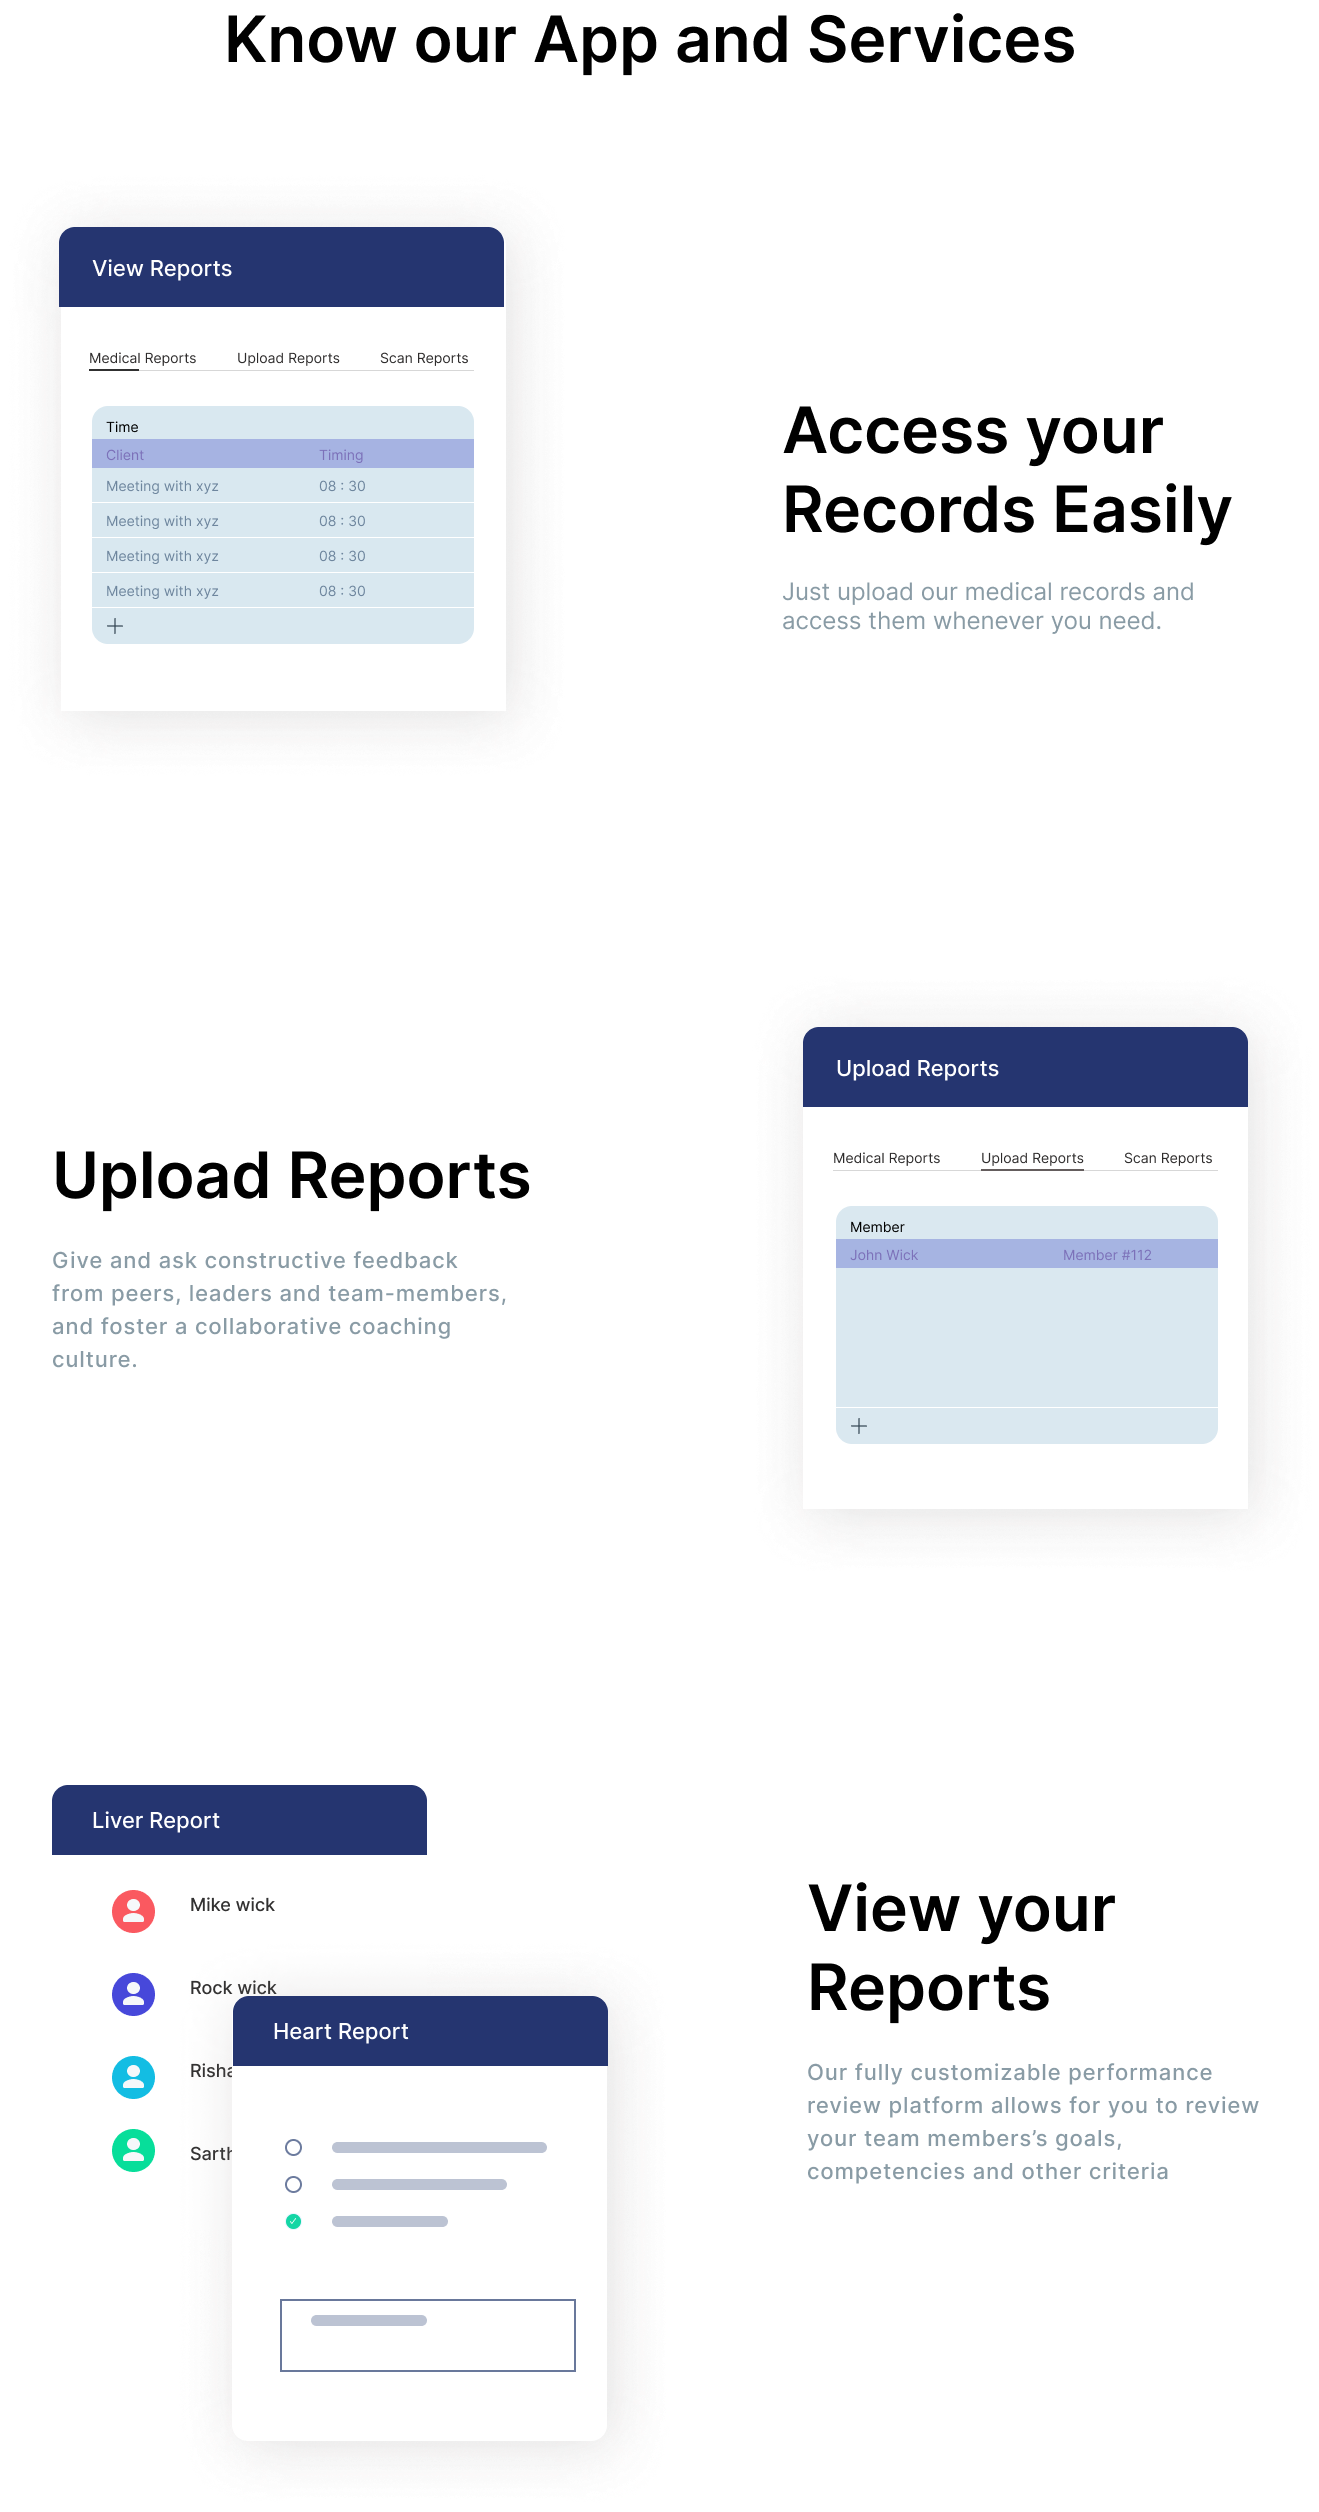 Know our App and Services
View Reports
Medical Reports Upload Reports Scan Reports
Time
Client Timing
Meeting with xyz 08 : 30
Meeting with xyz 08 : 30
Meeting with xyz 08 : 30
Meeting with xyz 08 : 30
Access your
Records Easily
Just upload our medical records and
access them whenever you need.
Upload Reports
Give and ask constructive feedback
from peers, leaders and team-members,
and foster a collaborative coaching
culture.
Upload Reports
Medical Reports Upload Reports Scan Reports
Member
John Wick Member #112
Liver Report
Mike wick
Rock wick
Risha
Sarth
Heart Report
View your
Reports
Our fully customizable performance
review platform allows for you to review
your team members’s goals,
competencies and other criteria